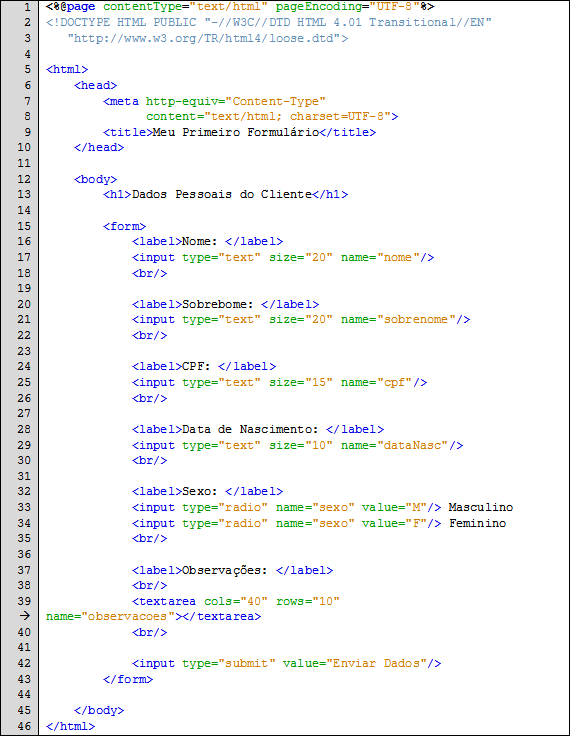 1 <%@page contentType="text/html" pageEncoding="UTF-8"%>
2 <!DOCTYPE HTML PUBLIC "-//W3C//DTD HTML 4.01 Transitional//EN"
3 "http://www.w3.org/TR/html4/loose.dtd">
4
5 <html>
6 <head>
7 <meta http-equiv="Content-Type"
8 content="text/html; charset=UTF-8">
9 <title>Meu Primeiro Formulário</title>
10 </head>
11
12 <body>
13 <h1>Dados Pessoais do Cliente</h1>
14
15 <form>
16 <label>Nome: </label>
17 <input type="text" size="20" name="nome"/>
18 <br/>
19
20 <label>Sobrebome: </label>
21 <input type="text" size="20" name="sobrenome"/>
22 <br/>
23
24 <label>CPF: </label>
25 <input type="text" size="15" name="cpf"/>
26 <br/>
27
28 <label>Data de Nascimento: </label>
29 <input type="text" size="10" name="dataNasc"/>
30 <br/>
31
32 <label>Sexo: </label>
33 <input type="radio" name="sexo" value="M"/> Masculino
34 <input type="radio" name="sexo" value="F"/> Feminino
35 <br/>
36
37 <label>Observações: </label>
38 <br/>
39 <textarea cols="40" rows="10"
→ name="observacoes"></textarea>
40 <br/>
41
42 <input type="submit" value="Enviar Dados"/>
43 </form>
44
45 </body>
46 </html>